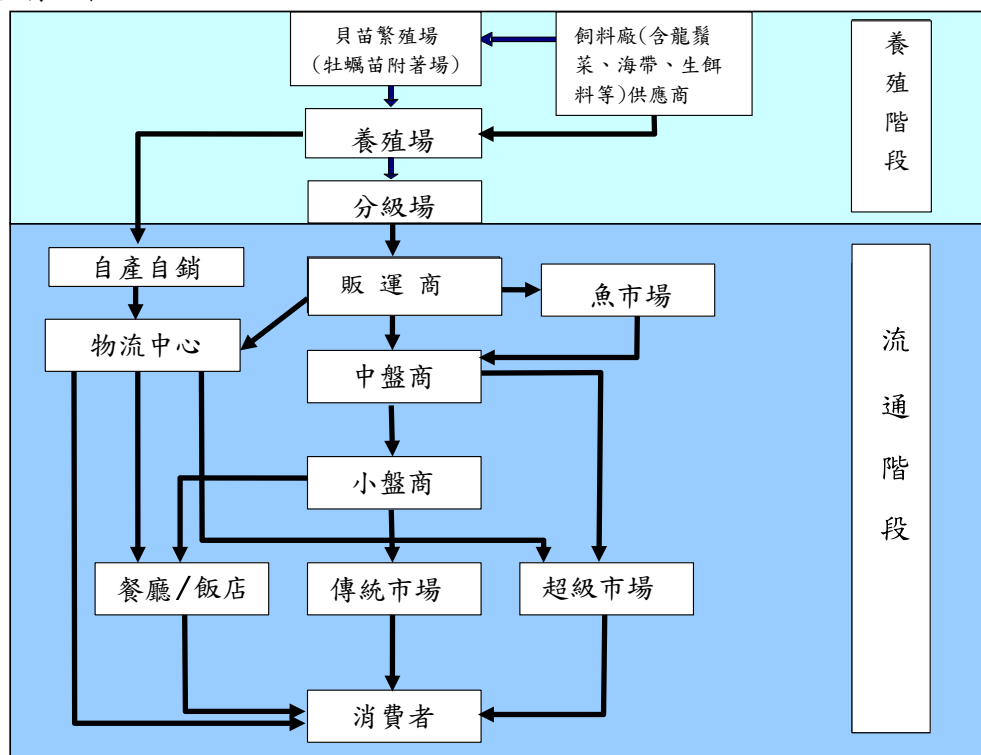 貝苗繁殖場
(牡蠣苗附著場)
飼料廠(含龍鬚
菜、海帶、生餌
料等)供應商
養殖階段
養殖場
分級場
自產自銷
販運商
魚市場
物流中心
中盤商
流通階段
小盤商
餐廳/飯店
傳統市場
超級市場
消費者